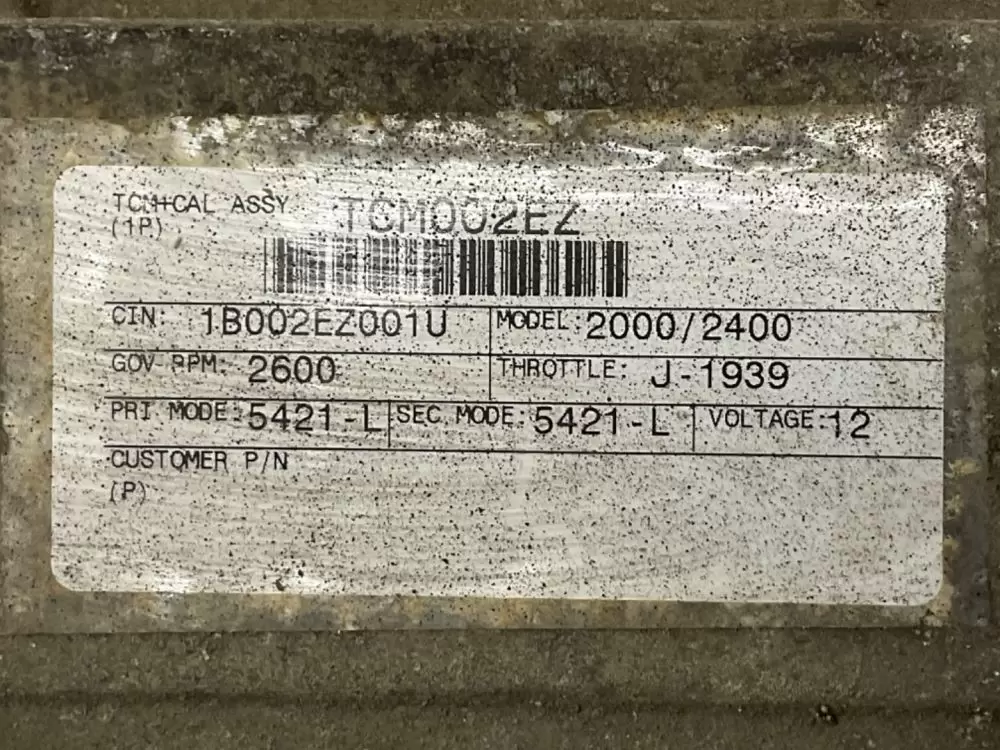 TCM+CAL ASSY TCM002EZ
(1P)
CIN: 1B002EZ001U MODEL: 2000/2400
GOV RPM: 2600 THROTTLE: J-1939
PRI MODE: 5421-L SEC MODE: 5421-L VOLTAGE: 12
CUSTOMER P/N
(P)